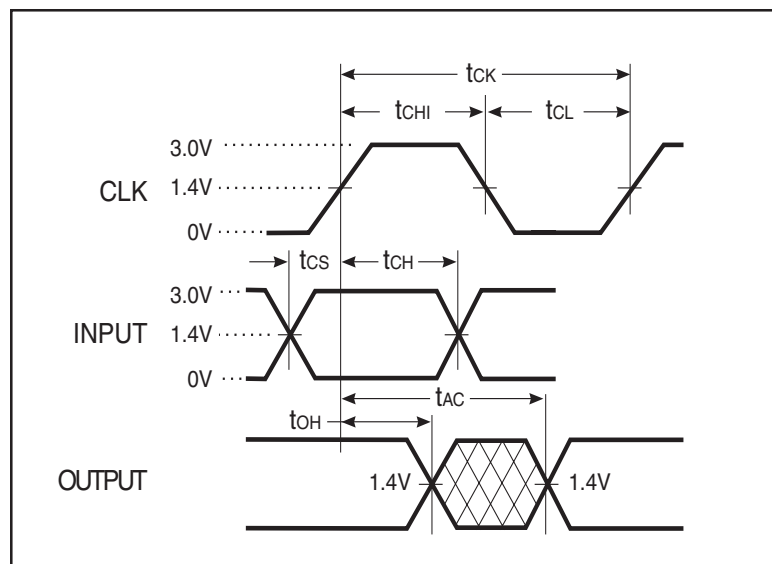 tCK
tCHI tCL
3.0V
CLK 1.4V
0V
tCS tCH
3.0V
INPUT 1.4V
0V
tAC
tOH
OUTPUT 1.4V 1.4V